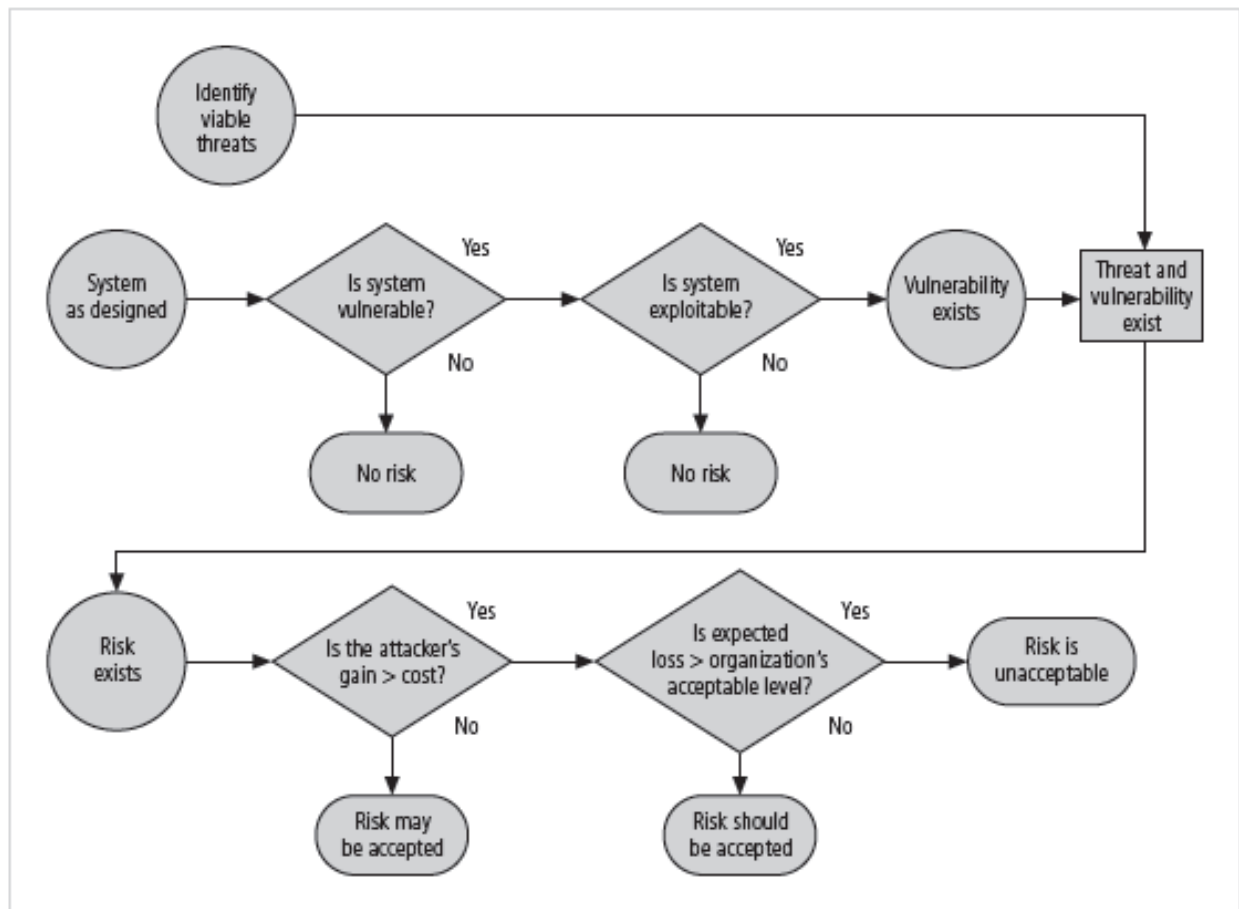 Identify
viable
threats
System
as designed
Is system
vulnerable?
Yes
No
Is system
exploitable?
Yes
No
Vulnerability
exists
Threat and
vulnerability
exist
No risk
No risk
Risk
exists
Is the attacker's
gain > cost?
Yes
No
Is expected
loss > organization's
acceptable level?
Yes
No
Risk is
unacceptable
Risk may
be accepted
Risk should
be accepted